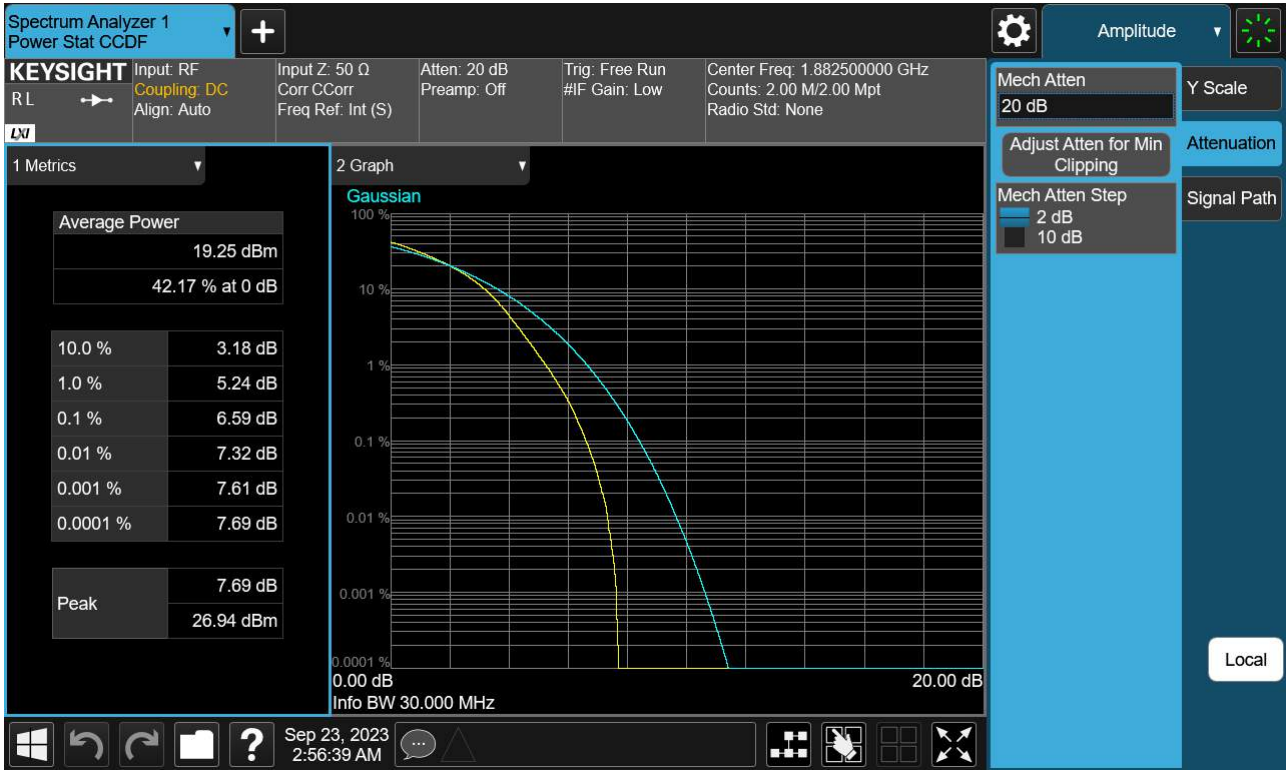 Spectrum Analyzer 1
Power Stat CCDF
+
Amplitude
KEYSIGHT
RL
LXI
Input: RF
Coupling: DC
Align: Auto
Input Z: 50 Ω
Corr CCorr
Freq Ref: Int (S)
Atten: 20 dB
Preamp: Off
Trig: Free Run
#IF Gain: Low
Center Freq: 1.882500000 GHz
Counts: 2.00 M/2.00 Mpt
Radio Std: None
Mech Atten
20 dB
Adjust Atten for Min
Clipping
Mech Atten Step
2 dB
10 dB
Y Scale
Attenuation
Signal Path
Local
1 Metrics
Average Power
19.25 dBm
42.17 % at 0 dB
10.0 % 3.18 dB
1.0 % 5.24 dB
0.1 % 6.59 dB
0.01 % 7.32 dB
0.001 % 7.61 dB
0.0001 % 7.69 dB
Peak
7.69 dB
26.94 dBm
2 Graph
Gaussian
100 %
10 %
1 %
0.1 %
0.01 %
0.001 %
0.0001 %
0.00 dB 20.00 dB
Info BW 30.000 MHz
?
Sep 23, 2023
2:56:39 AM